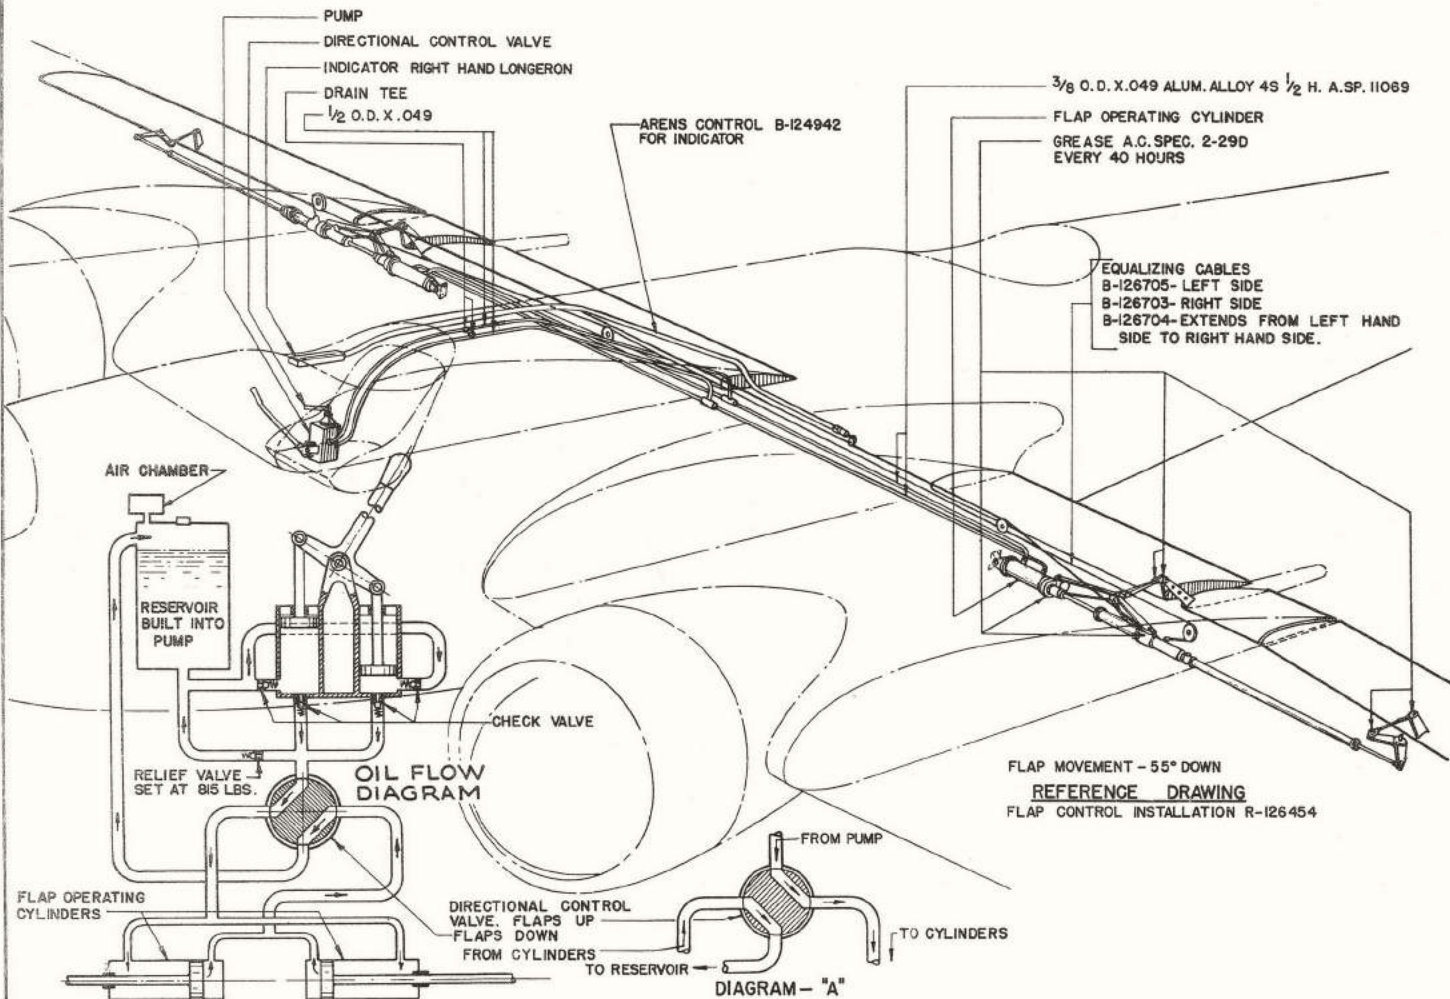 PUMP
DIRECTIONAL CONTROL VALVE
INDICATOR RIGHT HAND LONGERON
DRAIN TEE
1/2 O.D. X .049
ARENS CONTROL B-124942
FOR INDICATOR
3/8 O.D. X .049 ALUM. ALLOY 4S 1/2 H. A.SP. 11069
FLAP OPERATING CYLINDER
GREASE A.C. SPEC. 2-29D
EVERY 40 HOURS
EQUALIZING CABLES
B-126705- LEFT SIDE
B-126703- RIGHT SIDE
B-126704-EXTENDS FROM LEFT HAND
SIDE TO RIGHT HAND SIDE.
AIR CHAMBER
RESERVOIR
BUILT INTO
PUMP
CHECK VALVE
RELIEF VALVE
SET AT 815 LBS.
OIL FLOW
DIAGRAM
FLAP MOVEMENT - 55° DOWN
REFERENCE DRAWING
FLAP CONTROL INSTALLATION R-126454
FLAP OPERATING
CYLINDERS
DIRECTIONAL CONTROL
VALVE. FLAPS UP
FLAPS DOWN
FROM PUMP
FROM CYLINDERS
TO RESERVOIR
TO CYLINDERS
DIAGRAM - "A"